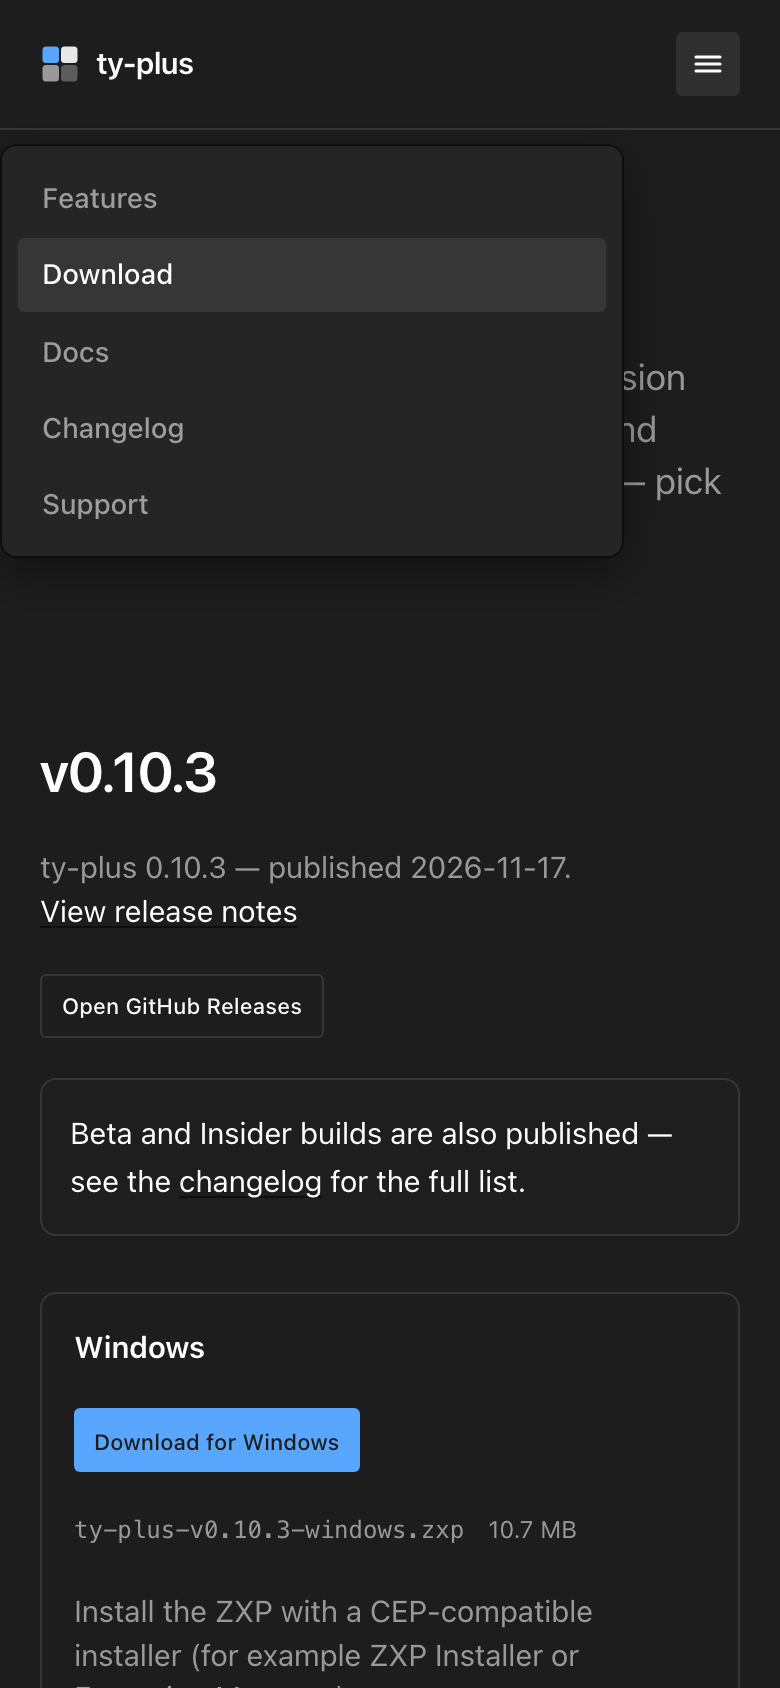 ty-plus
Features
Download
Docs
Changelog
Support
sion
nd
— pick
v0.10.3
ty-plus 0.10.3 — published 2026-11-17.
View release notes
Open GitHub Releases
Beta and Insider builds are also published —
see the changelog for the full list.
Windows
Download for Windows
ty-plus-v0.10.3-windows.zxp 10.7 MB
Install the ZXP with a CEP-compatible
installer (for example ZXP Installer or